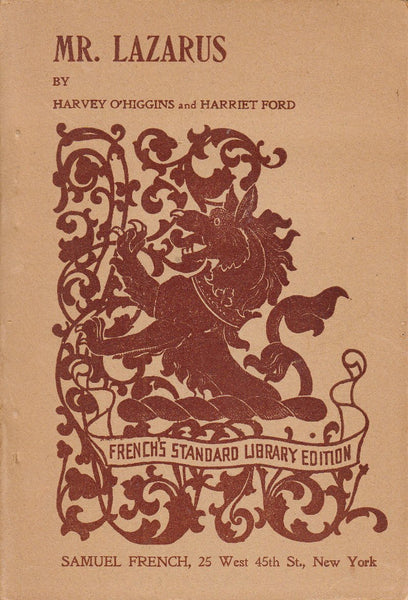 MR. LAZARUS
BY
HARVEY O'HIGGINS and HARRIET FORD
FRENCH'S STANDARD LIBRARY EDITION
SAMUEL FRENCH, 25 West 45th St., New York